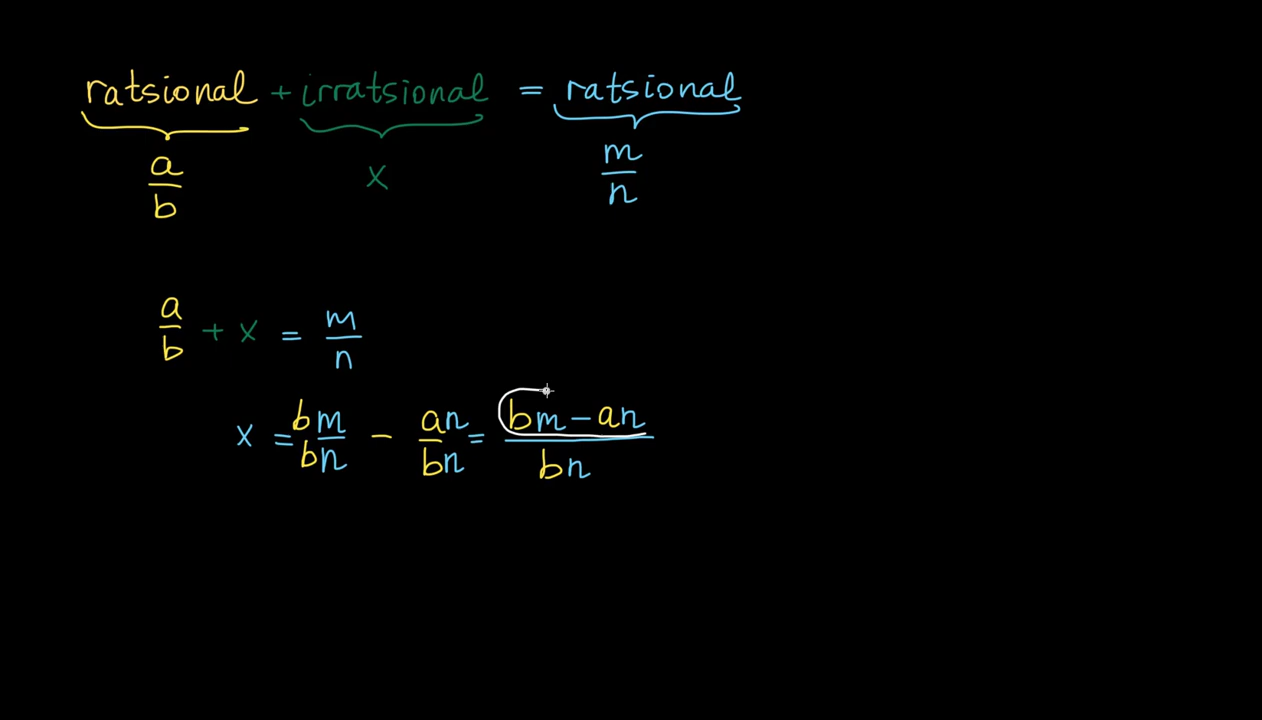 ratsional + irratsional = ratsional
a/b x m/n
a/b + x = m/n
x = bm/bn - an/bn = bm-an/bn